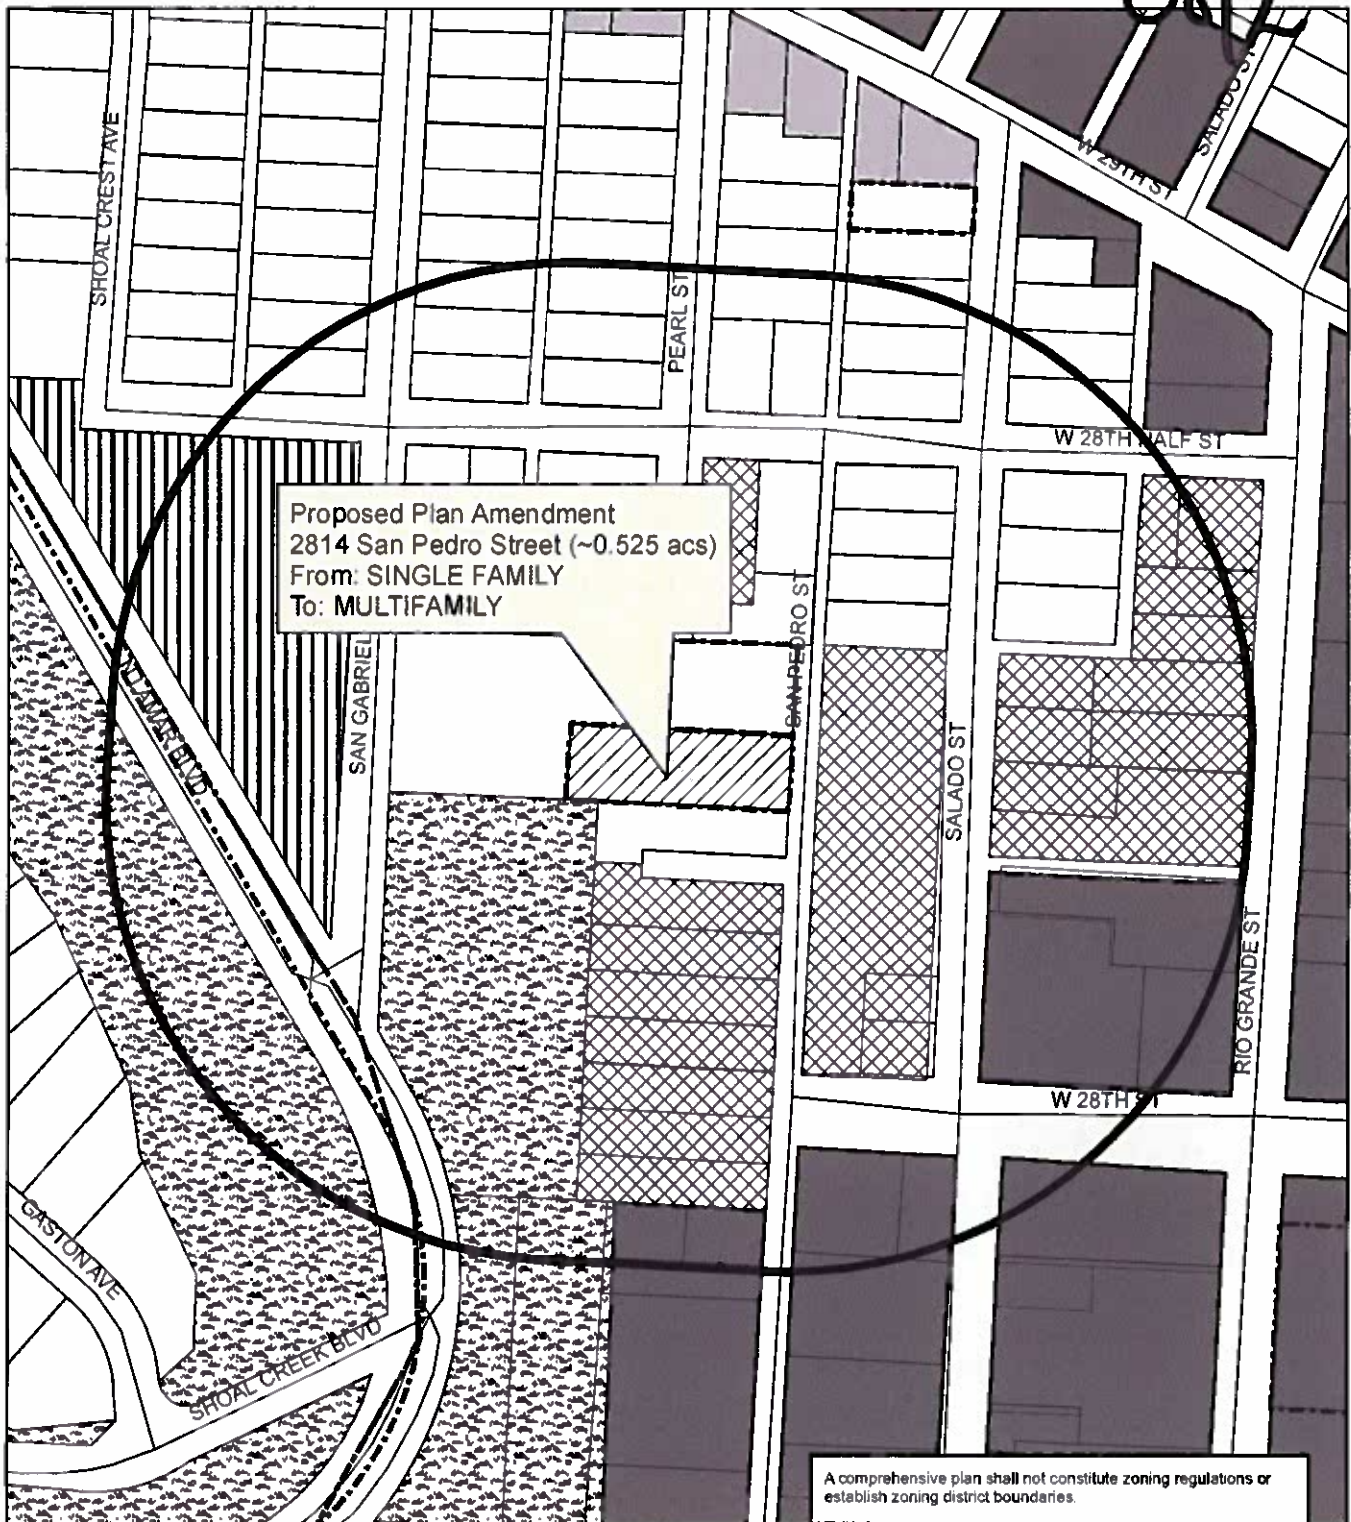 SALADO ST
SHOAL CREST AVE
W 29TH ST
PEARL ST
W 28TH HALF ST
Proposed Plan Amendment
2814 San Pedro Street (~0.525 acs)
From: SINGLE FAMILY
To: MULTIFAMILY
SAN PEDRO ST
SAN GABRIEL
N LAMAR BLVD
SALADO ST
RIO GRANDE ST
W 28TH ST
GASTON AVE
SHOAL CREEK BLVD
A comprehensive plan shall not constitute zoning regulations or
establish zoning district boundaries.